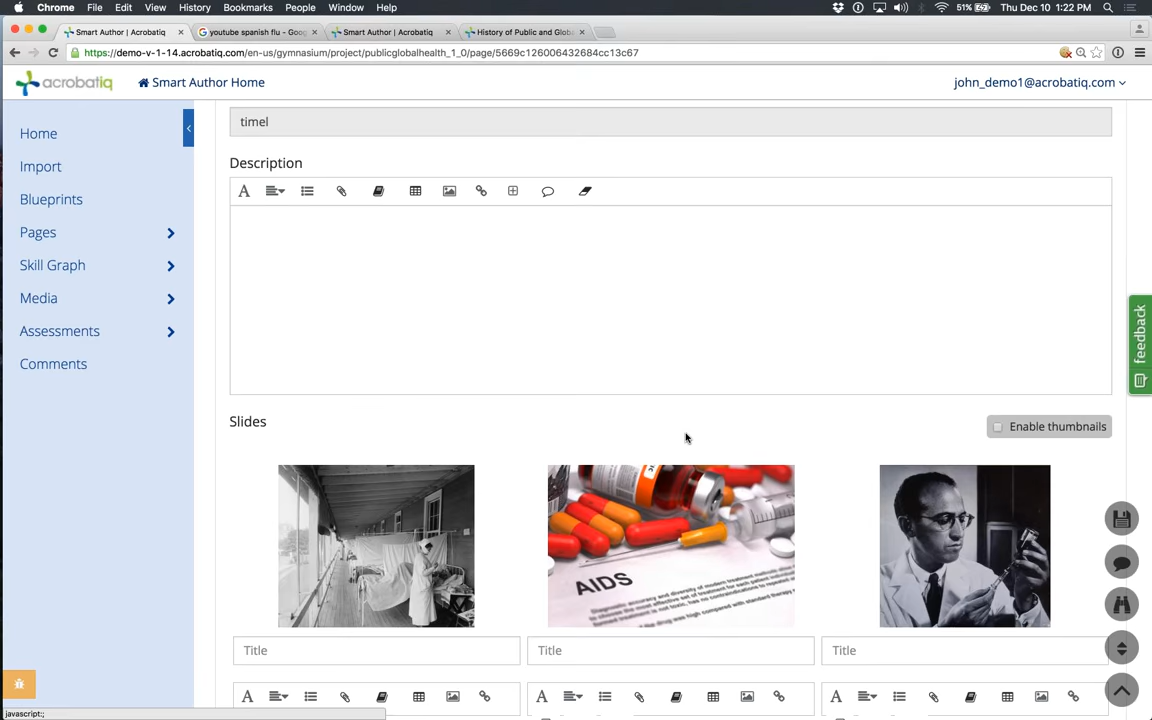 Chrome File Edit View History Bookmarks People Window Help
51% Thu Dec 10 1:22 PM
Smart Author | Acrobatiq
youtube spanish flu - Goo
Smart Author | Acrobatiq
History of Public and Glob
https://demo-v-1-14.acrobatiq.com/en-us/gymnasium/project/publicglobalhealth_1_0/page/5669c126006432684cc13c67
acrobatiq
Smart Author Home
john_demo1@acrobatiq.com
Home
Import
Blueprints
Pages
Skill Graph
Media
Assessments
Comments
timel
Description
A
Slides
Enable thumbnails
AIDS
Title
Title
Title
A
A
A
feedback
javascript:;